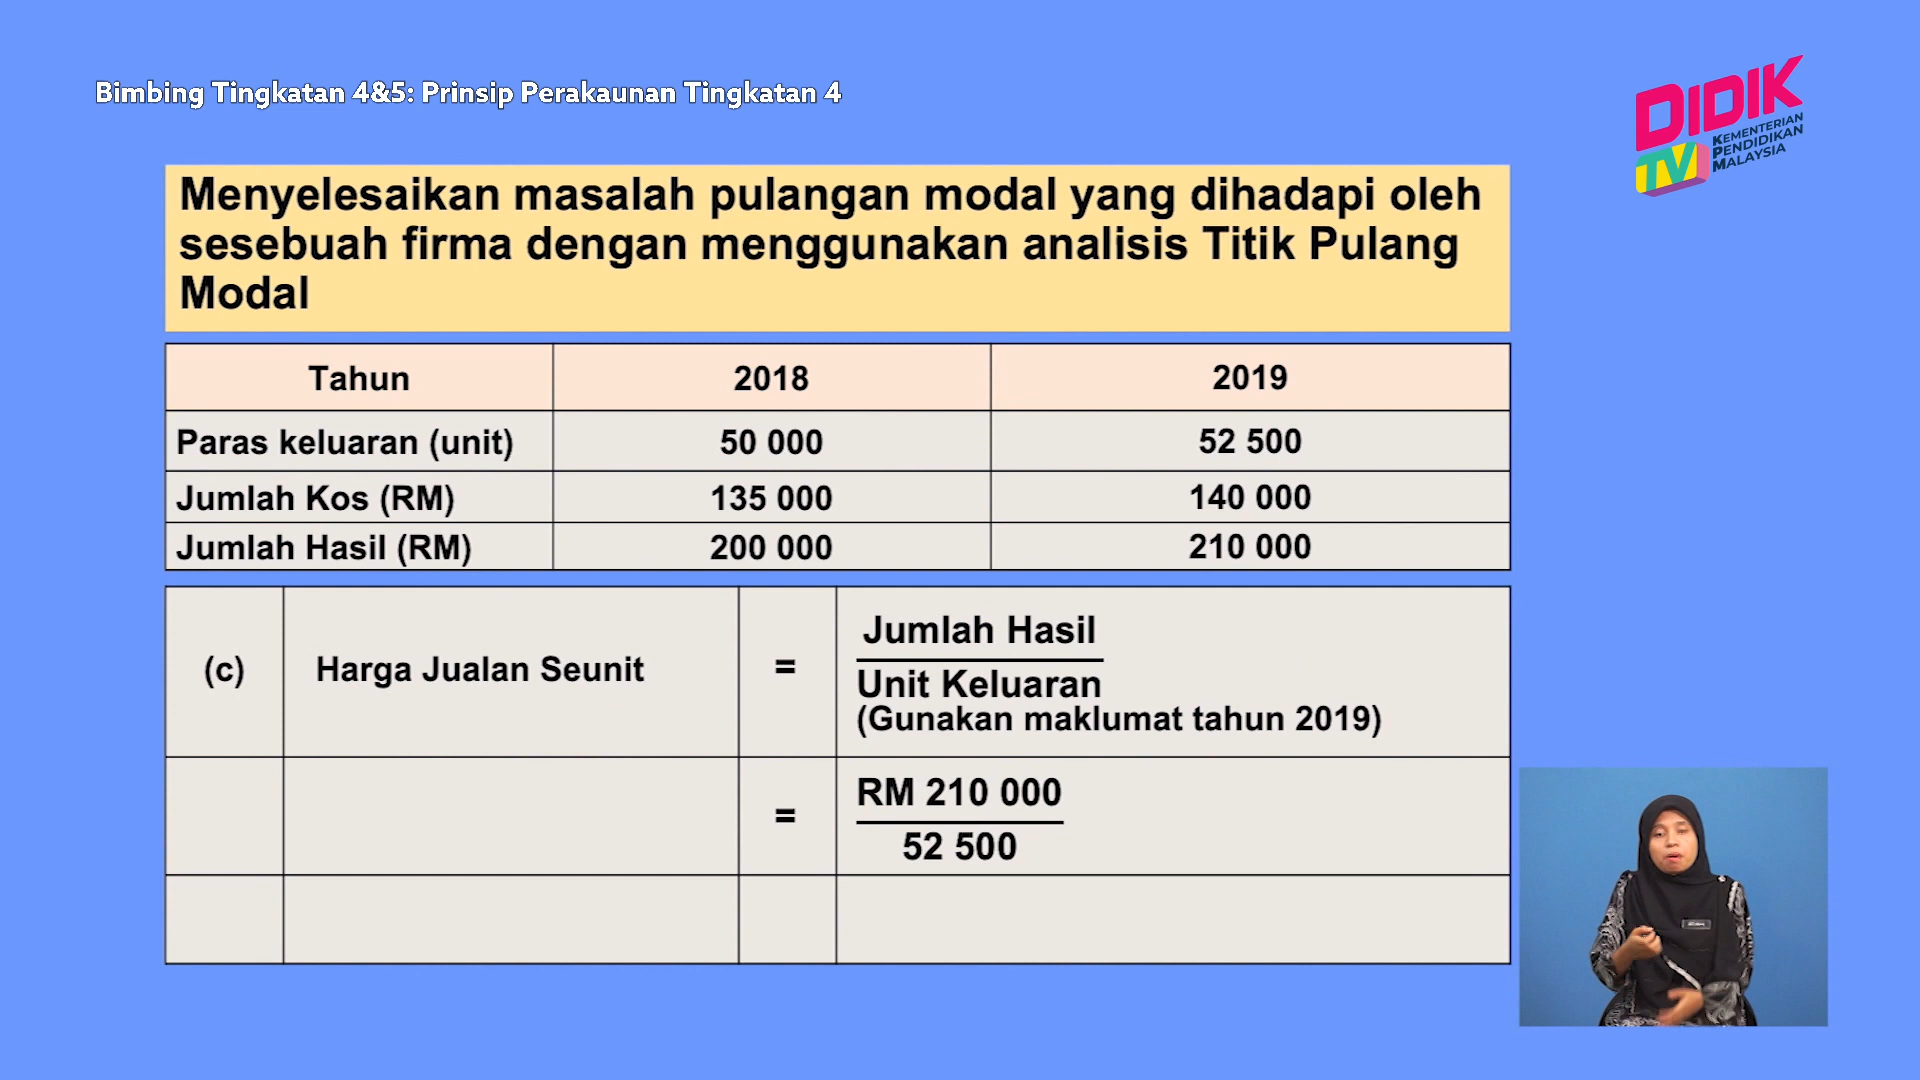 Bimbing Tingkatan 4&5: Prinsip Perakaunan Tingkatan 4
DIDIK
TV
KEMENTERIAN
PENDIDIKAN
MALAYSIA
Menyelesaikan masalah pulangan modal yang dihadapi oleh
sesebuah firma dengan menggunakan analisis Titik Pulang
Modal
Tahun 2018 2019
Paras keluaran (unit) 50 000 52 500
Jumlah Kos (RM) 135 000 140 000
Jumlah Hasil (RM) 200 000 210 000
(c) Harga Jualan Seunit = Jumlah Hasil
Unit Keluaran
(Gunakan maklumat tahun 2019)
= RM 210 000
52 500